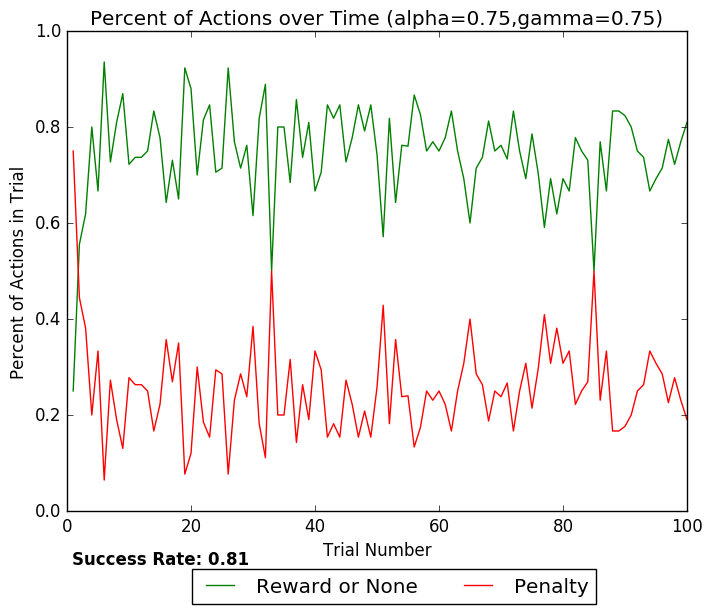 Percent of Actions over Time (alpha=0.75,gamma=0.75)
1.0
0.8
0.6
0.4
0.2
0.0
Percent of Actions in Trial
0 20 40 60 80 100
Trial Number
Success Rate: 0.81
Reward or None Penalty